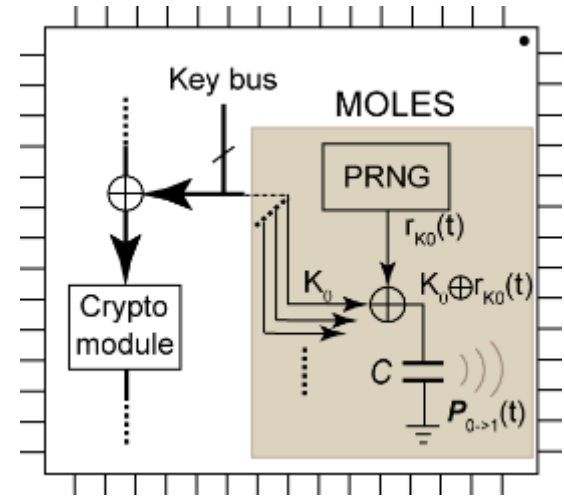 Key bus
MOLES
PRNG
r_K0(t)
K_0
K_0⊕r_K0(t)
Crypto
module
C
P_0->1(t)